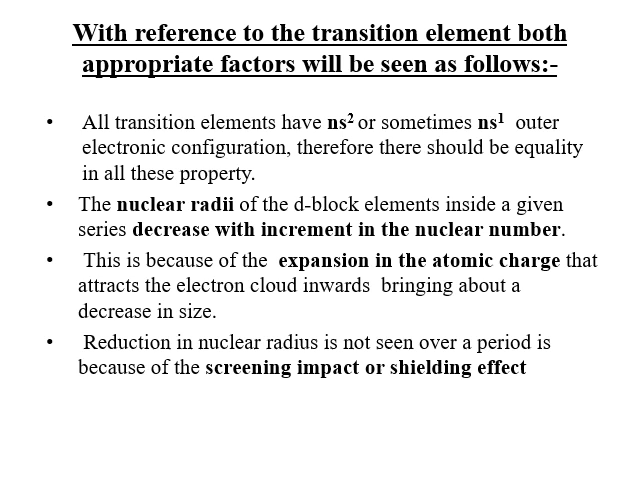 With reference to the transition element both
appropriate factors will be seen as follows:-
• All transition elements have ns² or sometimes ns¹ outer
electronic configuration, therefore there should be equality
in all these property.
• The nuclear radii of the d-block elements inside a given
series decrease with increment in the nuclear number.
• This is because of the expansion in the atomic charge that
attracts the electron cloud inwards bringing about a
decrease in size.
• Reduction in nuclear radius is not seen over a period is
because of the screening impact or shielding effect